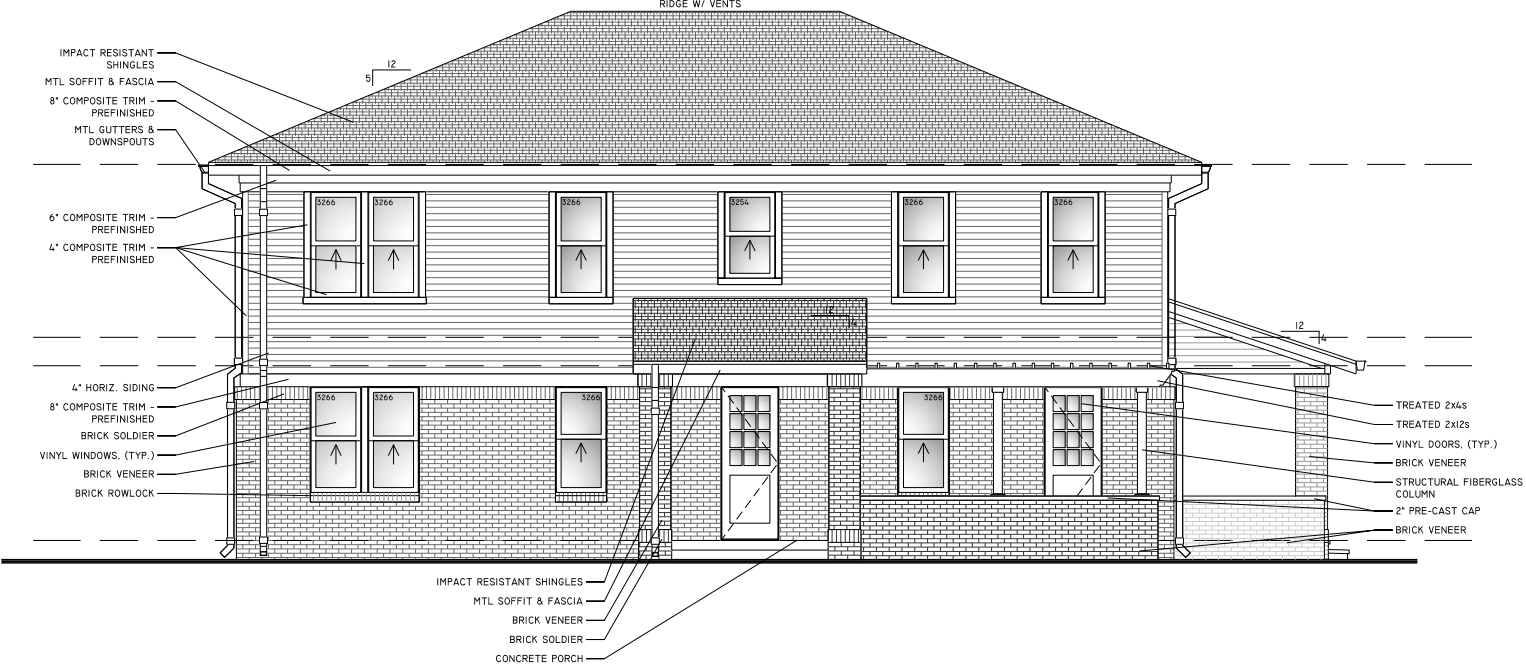 RIDGE W/ VENTS
IMPACT RESISTANT
SHINGLES
MTL SOFFIT & FASCIA
8" COMPOSITE TRIM -
PREFINISHED
MTL GUTTERS &
DOWNSPOUTS
12
5
6" COMPOSITE TRIM -
PREFINISHED
4" COMPOSITE TRIM -
PREFINISHED
3266
3266
3266
3254
3266
3266
12
4
12
4
4" HORIZ. SIDING
8" COMPOSITE TRIM -
PREFINISHED
BRICK SOLDIER
VINYL WINDOWS, (TYP.)
BRICK VENEER
BRICK ROWLOCK
3266
3266
3266
3266
TREATED 2x4s
TREATED 2x12s
VINYL DOORS, (TYP.)
BRICK VENEER
STRUCTURAL FIBERGLASS
COLUMN
2" PRE-CAST CAP
BRICK VENEER
IMPACT RESISTANT SHINGLES
MTL SOFFIT & FASCIA
BRICK VENEER
BRICK SOLDIER
CONCRETE PORCH